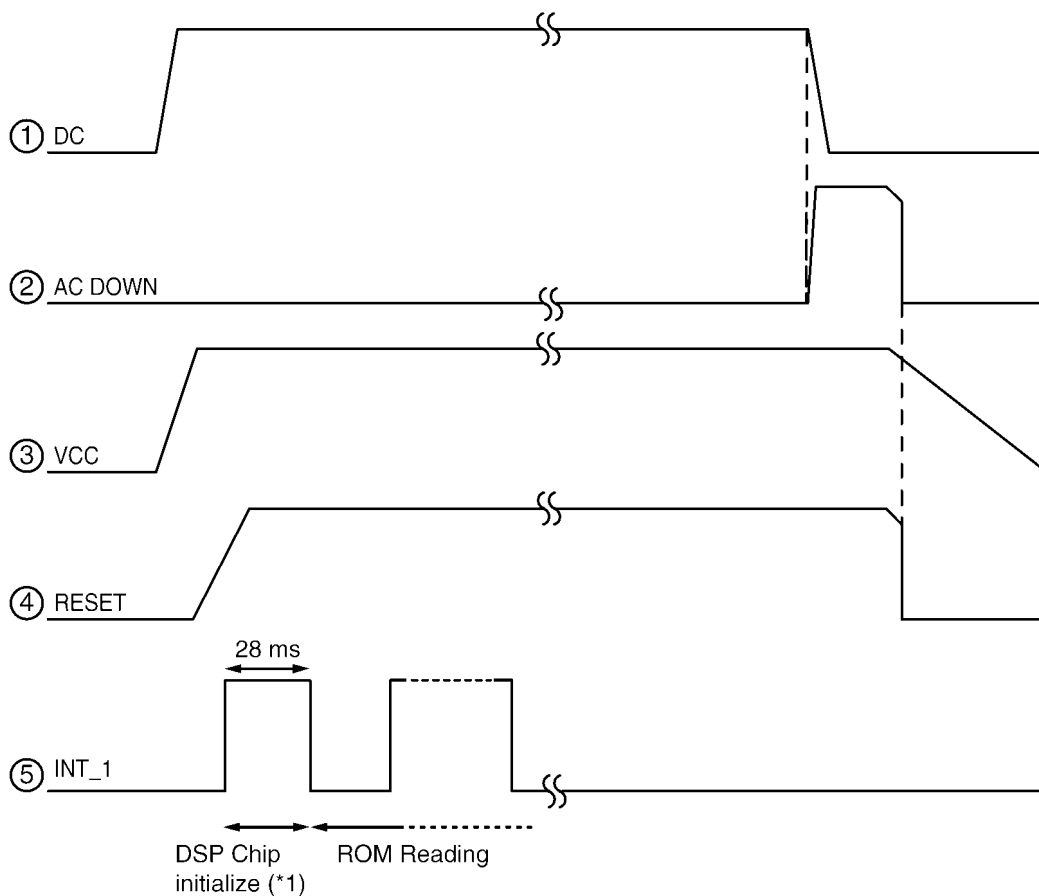 ① DC
② AC DOWN
③ VCC
④ RESET
28 ms
⑤ INT_1
DSP Chip
initialize (*1)
ROM Reading